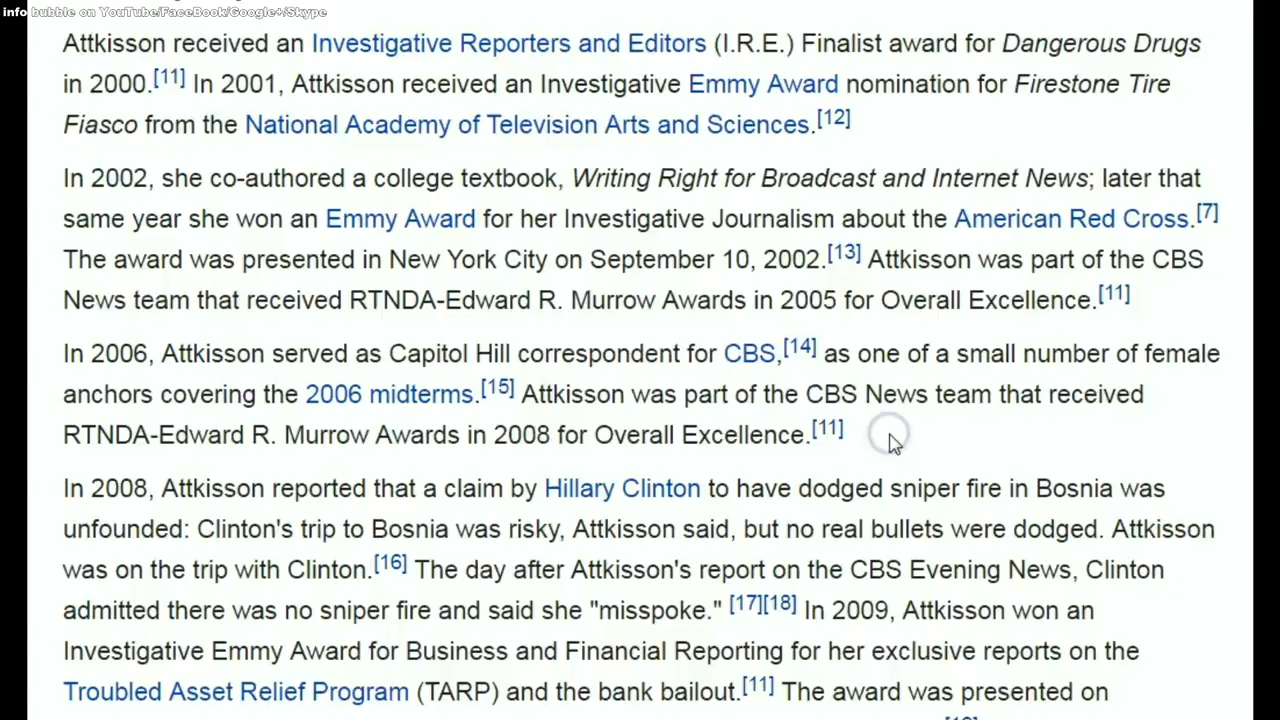 info bubble on YouTube/FaceBook/Google+/Skype
Attkisson received an Investigative Reporters and Editors (I.R.E.) Finalist award for Dangerous Drugs
in 2000.[11] In 2001, Attkisson received an Investigative Emmy Award nomination for Firestone Tire
Fiasco from the National Academy of Television Arts and Sciences.[12]
In 2002, she co-authored a college textbook, Writing Right for Broadcast and Internet News; later that
same year she won an Emmy Award for her Investigative Journalism about the American Red Cross.[7]
The award was presented in New York City on September 10, 2002.[13] Attkisson was part of the CBS
News team that received RTNDA-Edward R. Murrow Awards in 2005 for Overall Excellence.[11]
In 2006, Attkisson served as Capitol Hill correspondent for CBS,[14] as one of a small number of female
anchors covering the 2006 midterms.[15] Attkisson was part of the CBS News team that received
RTNDA-Edward R. Murrow Awards in 2008 for Overall Excellence.[11]
In 2008, Attkisson reported that a claim by Hillary Clinton to have dodged sniper fire in Bosnia was
unfounded: Clinton's trip to Bosnia was risky, Attkisson said, but no real bullets were dodged. Attkisson
was on the trip with Clinton.[16] The day after Attkisson's report on the CBS Evening News, Clinton
admitted there was no sniper fire and said she "misspoke." [17][18] In 2009, Attkisson won an
Investigative Emmy Award for Business and Financial Reporting for her exclusive reports on the
Troubled Asset Relief Program (TARP) and the bank bailout.[11] The award was presented on